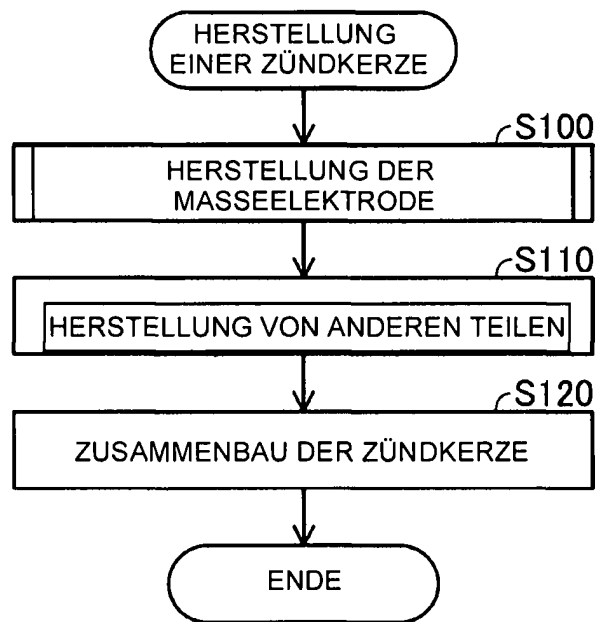 HERSTELLUNG
EINER ZÜNDKERZE
S100
HERSTELLUNG DER
MASSEELEKTRODE
S110
HERSTELLUNG VON ANDEREN TEILEN
S120
ZUSAMMENBAU DER ZÜNDKERZE
ENDE